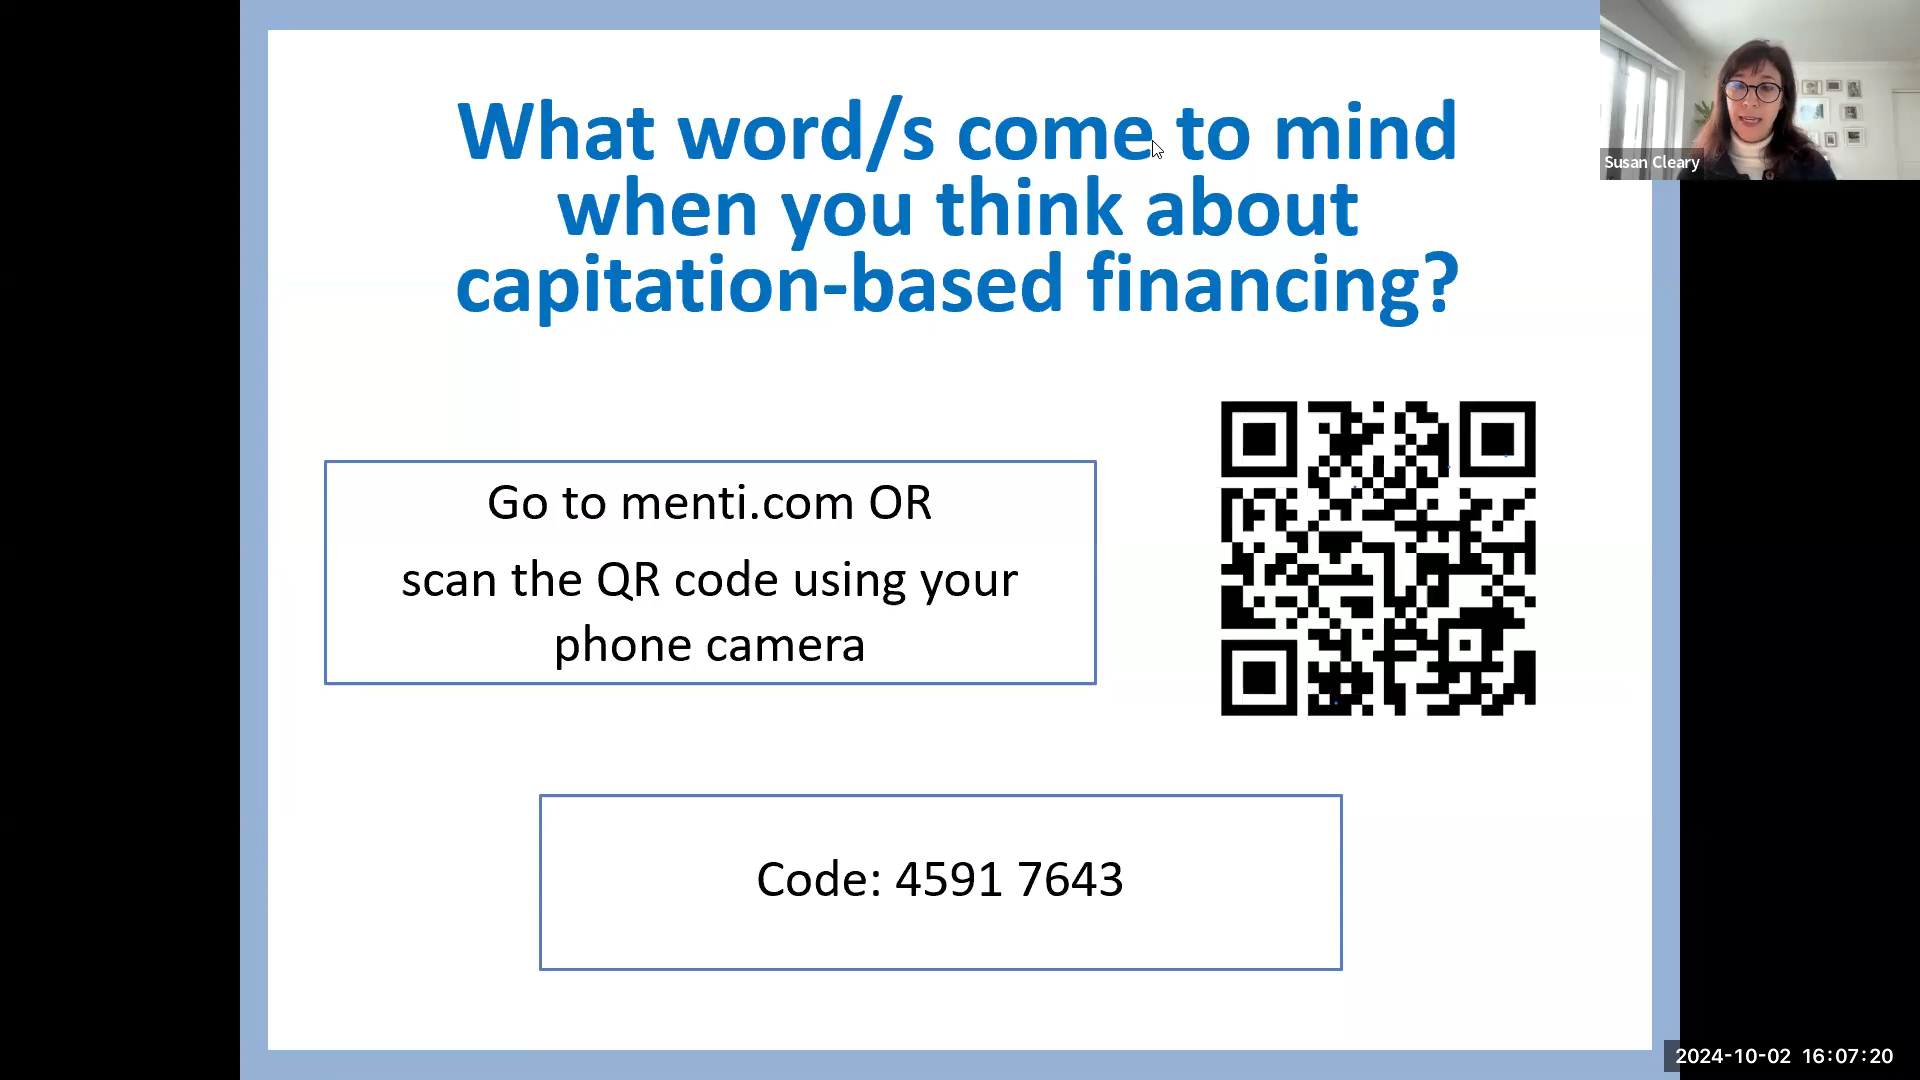 What word/s come to mind
when you think about
capitation-based financing?
Susan Cleary
Go to menti.com OR
scan the QR code using your
phone camera
Code: 4591 7643
2024-10-02 16:07:20